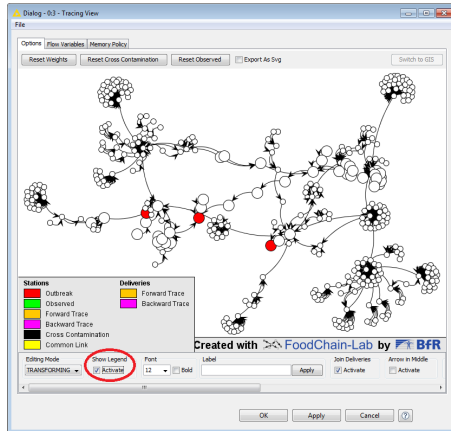 Dialog - 0:3 - Tracing View
File
Options Flow Variables Memory Policy
Reset Weights Reset Cross Contamination Reset Observed Export As Svg Switch to GIS
Stations Deliveries
Outbreak Forward Trace
Observed Backward Trace
Forward Trace
Backward Trace
Cross Contamination
Common Link
Created with FoodChain-Lab by BfR
Editing Mode Show Legend Font Label Join Deliveries Arrow in Middle
TRANSFORMING Activate 12 Bold Apply Activate Activate
OK Apply Cancel ?